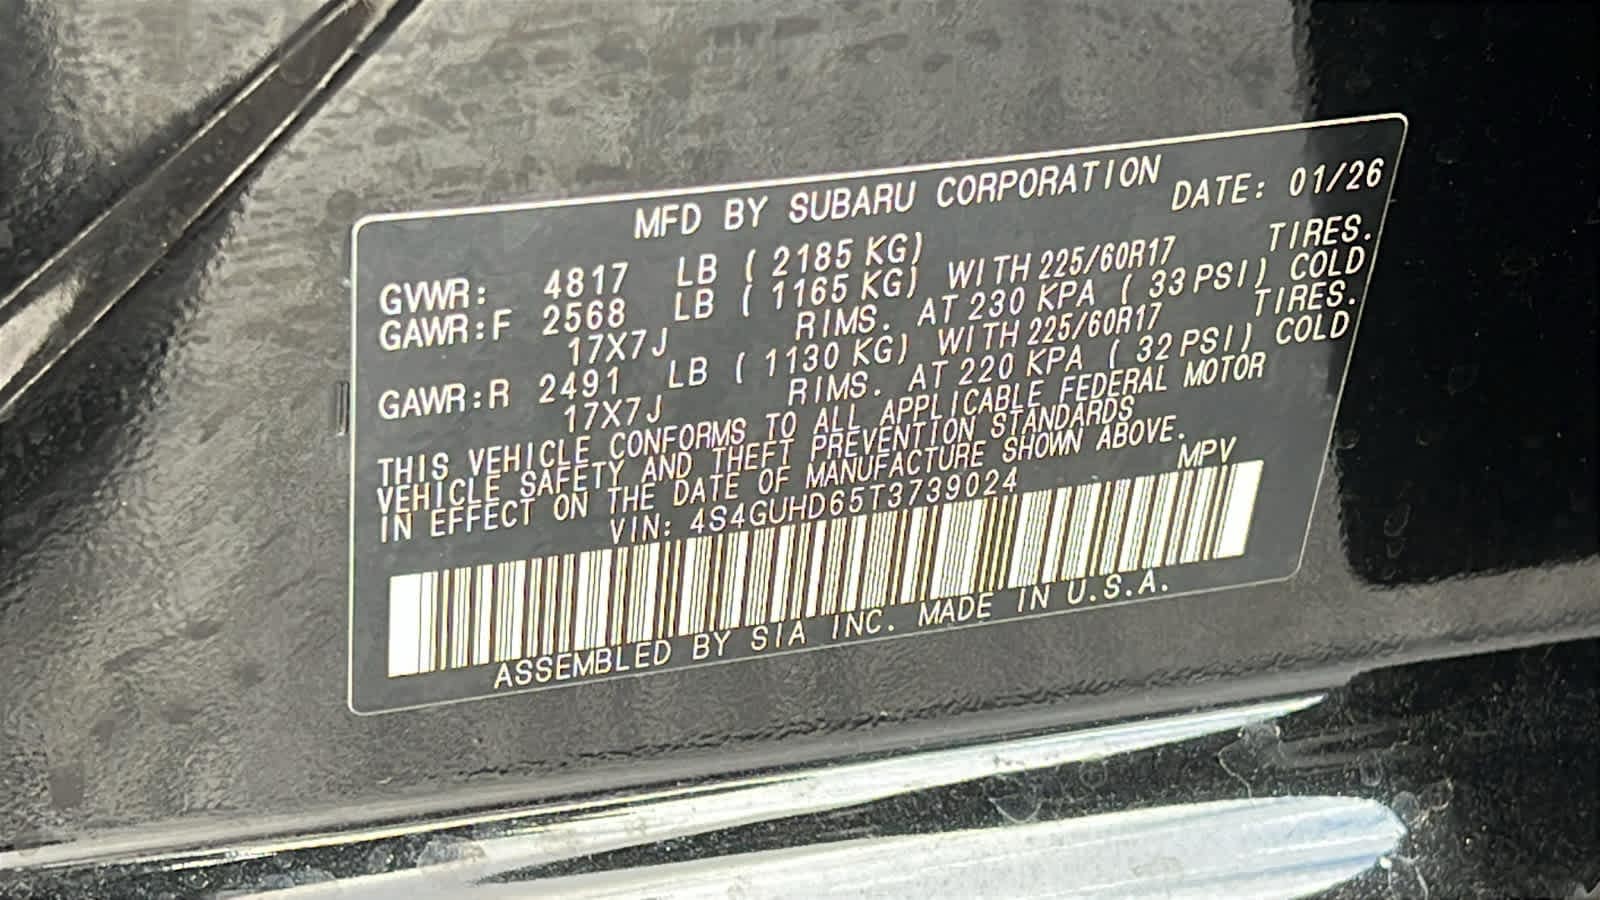 MFD BY SUBARU CORPORATION DATE: 01/26
GVWR: 4817 LB ( 2185 KG)
GAWR:F 2568 LB ( 1165 KG) WITH 225/60R17 TIRES.
17X7J RIMS. AT 230 KPA ( 33 PSI) COLD
GAWR:R 2491 LB ( 1130 KG) WITH 225/60R17 TIRES.
17X7J RIMS. AT 220 KPA ( 32 PSI) COLD
THIS VEHICLE CONFORMS TO ALL APPLICABLE FEDERAL MOTOR
VEHICLE SAFETY AND THEFT PREVENTION STANDARDS
IN EFFECT ON THE DATE OF MANUFACTURE SHOWN ABOVE.
VIN: 4S4GUHD65T3739024 MPV
ASSEMBLED BY SIA INC. MADE IN U.S.A.